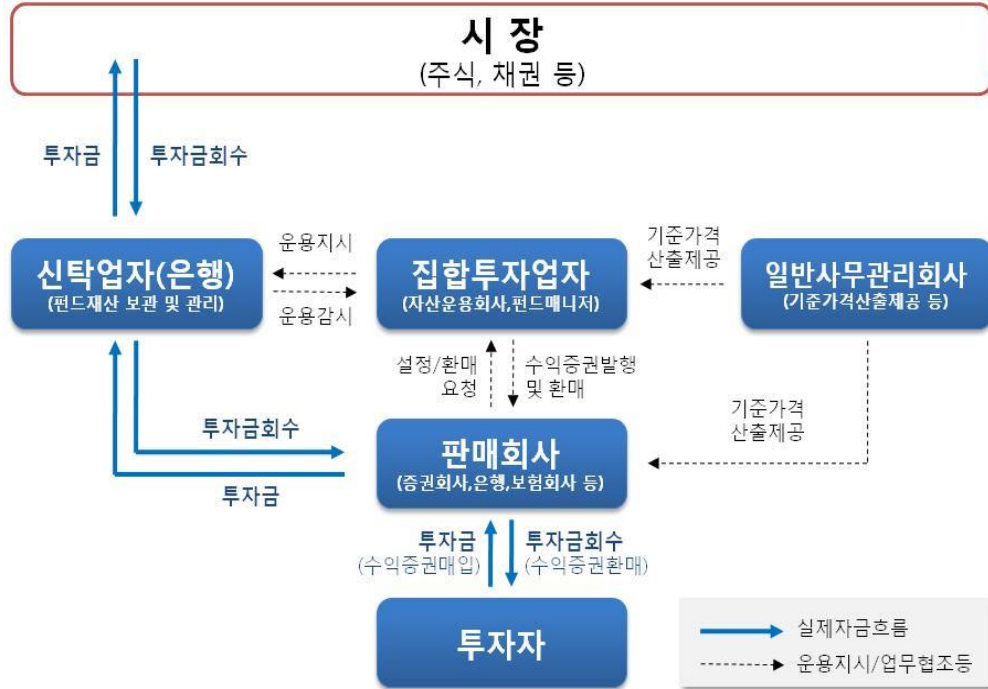 시 장
(주식, 채권 등)
투자금
투자금회수
신탁업자(은행)
(펀드재산 보관 및 관리)
운용지시
운용감시
집합투자업자
(자산운용회사,펀드매니저)
기준가격
산출제공
일반사무관리회사
(기준가격산출제공 등)
설정/환매
요청
수익증권발행
및 환매
기준가격
산출제공
투자금회수
투자금
판매회사
(증권회사,은행,보험회사 등)
투자금
(수익증권매입)
투자금회수
(수익증권환매)
투자자
실제자금흐름
운용지시/업무협조등